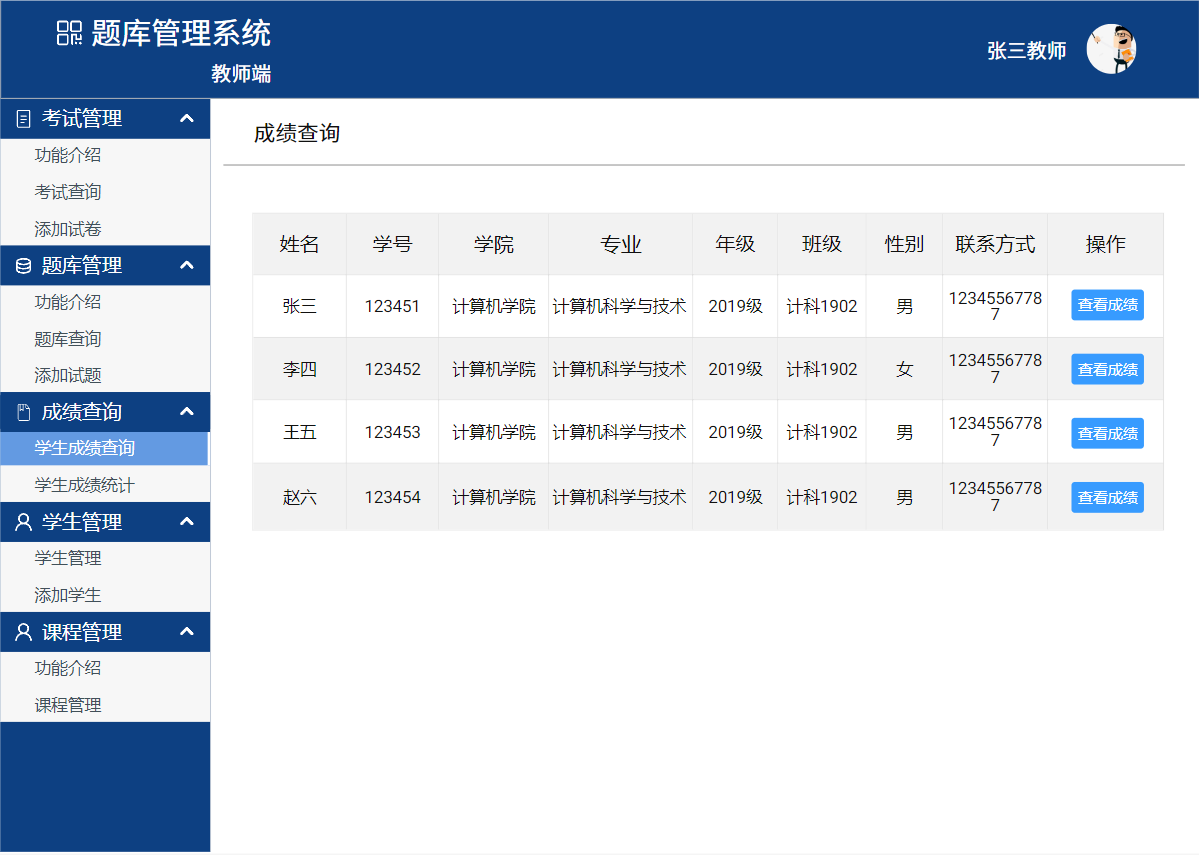 题库管理系统
教师端
张三教师
考试管理
功能介绍
考试查询
添加试卷
题库管理
功能介绍
题库查询
添加试题
成绩查询
学生成绩查询
学生成绩统计
学生管理
学生管理
添加学生
课程管理
功能介绍
课程管理
成绩查询
姓名 学号 学院 专业 年级 班级 性别 联系方式 操作
张三 123451 计算机学院 计算机科学与技术 2019级 计科1902 男 1234556778
7 查看成绩
李四 123452 计算机学院 计算机科学与技术 2019级 计科1902 女 1234556778
7 查看成绩
王五 123453 计算机学院 计算机科学与技术 2019级 计科1902 男 1234556778
7 查看成绩
赵六 123454 计算机学院 计算机科学与技术 2019级 计科1902 男 1234556778
7 查看成绩